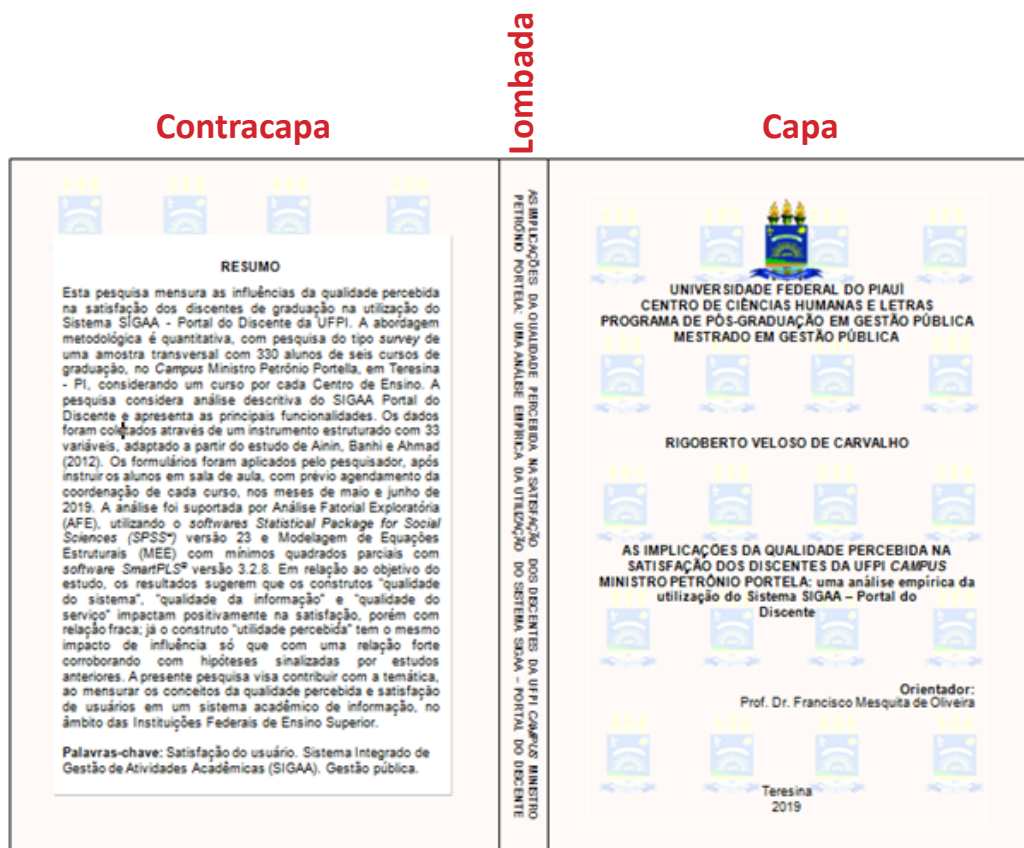 Contracapa
Lombada
Capa
RESUMO
Esta pesquisa mensura as influências da qualidade percebida
na satisfação dos discentes de graduação na utilização do
Sistema SIGAA - Portal do Discente da UFPI. A abordagem
metodológica é quantitativa, com pesquisa do tipo survey de
uma amostra transversal com 330 alunos de seis cursos de
graduação, no Campus Ministro Petrônio Portella, em Teresina
- PI, considerando um curso por cada Centro de Ensino. A
pesquisa considera análise descritiva do SIGAA Portal do
Discente e apresenta as principais funcionalidades. Os dados
foram coletados através de um instrumento estruturado com 33
variáveis, adaptado a partir do estudo de Ainin, Banhi e Ahmad
(2012). Os formulários foram aplicados pelo pesquisador, após
instruir os alunos em sala de aula, com prévio agendamento da
coordenação de cada curso, nos meses de maio e junho de
2019. A análise foi suportada por Análise Fatorial Exploratória
(AFE), utilizando o softwares Statistical Package for Social
Sciences (SPSS®) versão 23 e Modelagem de Equações
Estruturais (MEE) com mínimos quadrados parciais com
software SmartPLS® versão 3.2.8. Em relação ao objetivo do
estudo, os resultados sugerem que os construtos "qualidade
do sistema", "qualidade da informação" e "qualidade do
serviço" impactam positivamente na satisfação, porém com
relação fraca; já o construto "utilidade percebida" tem o mesmo
impacto de influência só que com uma relação forte
corroborando com hipóteses sinalizadas por estudos
anteriores. A presente pesquisa visa contribuir com a temática,
ao mensurar os conceitos da qualidade percebida e satisfação
de usuários em um sistema acadêmico de informação, no
âmbito das Instituições Federais de Ensino Superior.
Palavras-chave: Satisfação do usuário. Sistema Integrado de
Gestão de Atividades Acadêmicas (SIGAA). Gestão pública.
AS IMPLICAÇÕES DA QUALIDADE PERCEBIDA NA SATISFAÇÃO DOS DISCENTES DA UFPI CAMPUS MINISTRO
PETRÔNIO PORTELA: UMA ANÁLISE EMPÍRICA DA UTILIZAÇÃO DO SISTEMA SIGAA – PORTAL DO DISCENTE
UNIVERSIDADE FEDERAL DO PIAUÍ
CENTRO DE CIÊNCIAS HUMANAS E LETRAS
PROGRAMA DE PÓS-GRADUAÇÃO EM GESTÃO PÚBLICA
MESTRADO EM GESTÃO PÚBLICA
RIGOBERTO VELOSO DE CARVALHO
AS IMPLICAÇÕES DA QUALIDADE PERCEBIDA NA
SATISFAÇÃO DOS DISCENTES DA UFPI CAMPUS
MINISTRO PETRÔNIO PORTELA: uma análise empírica da
utilização do Sistema SIGAA – Portal do
Discente
Orientador:
Prof. Dr. Francisco Mesquita de Oliveira
Teresina
2019